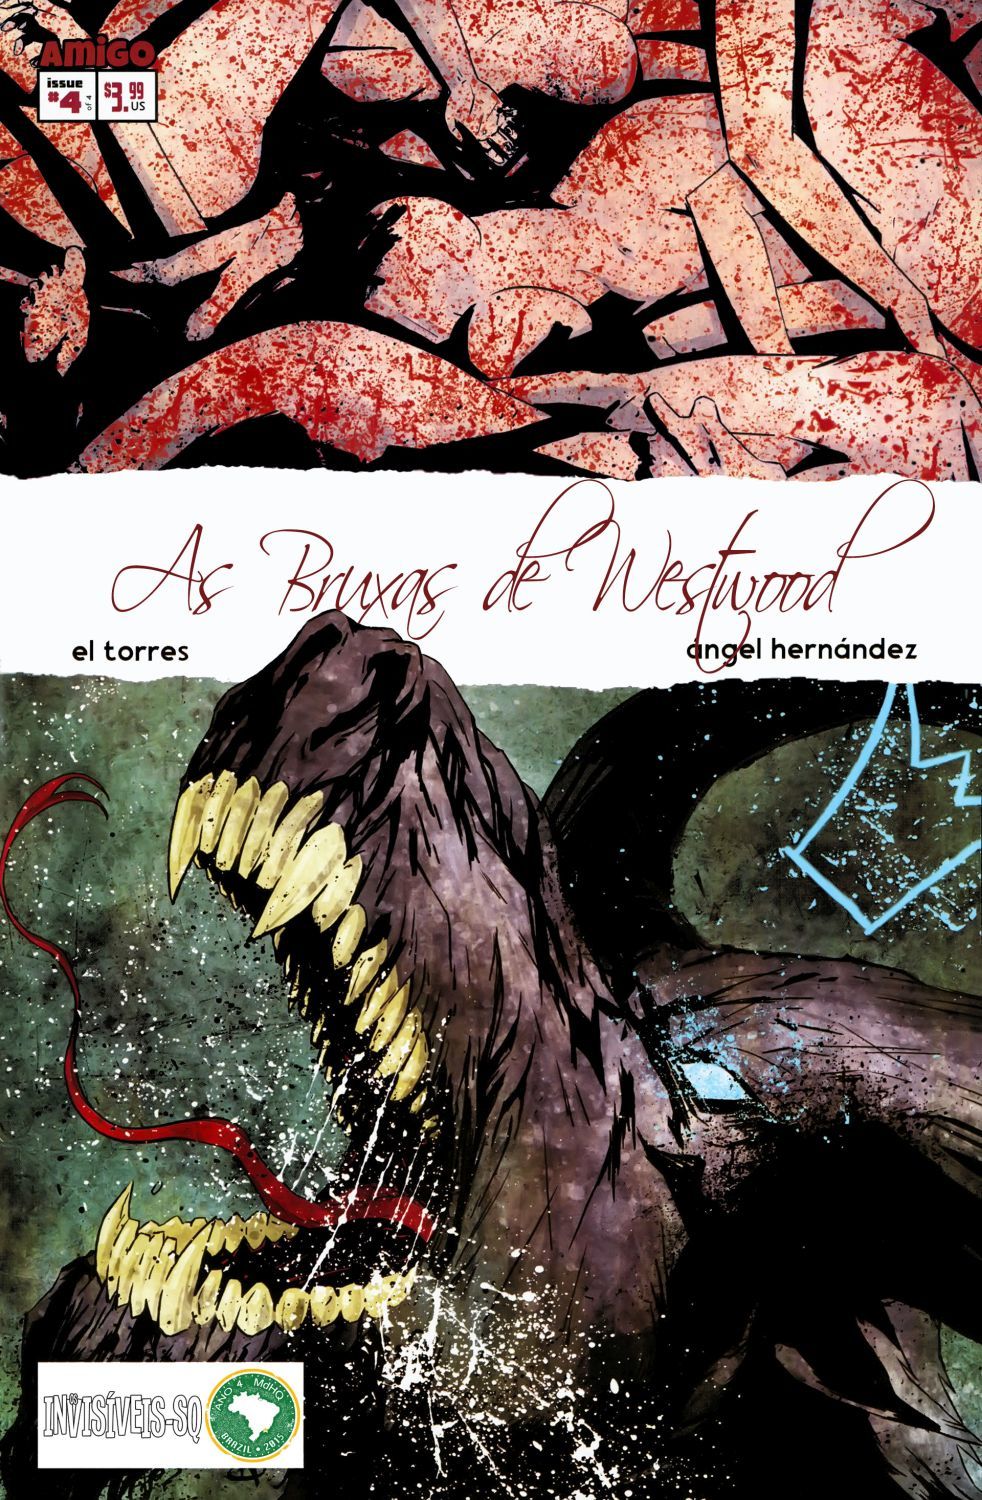 AMIGO
issue
#4 of 4
$3.99 US
As Bruxas de Westwood
el torres
ángel hernández
OS
INVISÍVEIS-SQ
ANO 4 MdHQ
BRAZIL • 2015